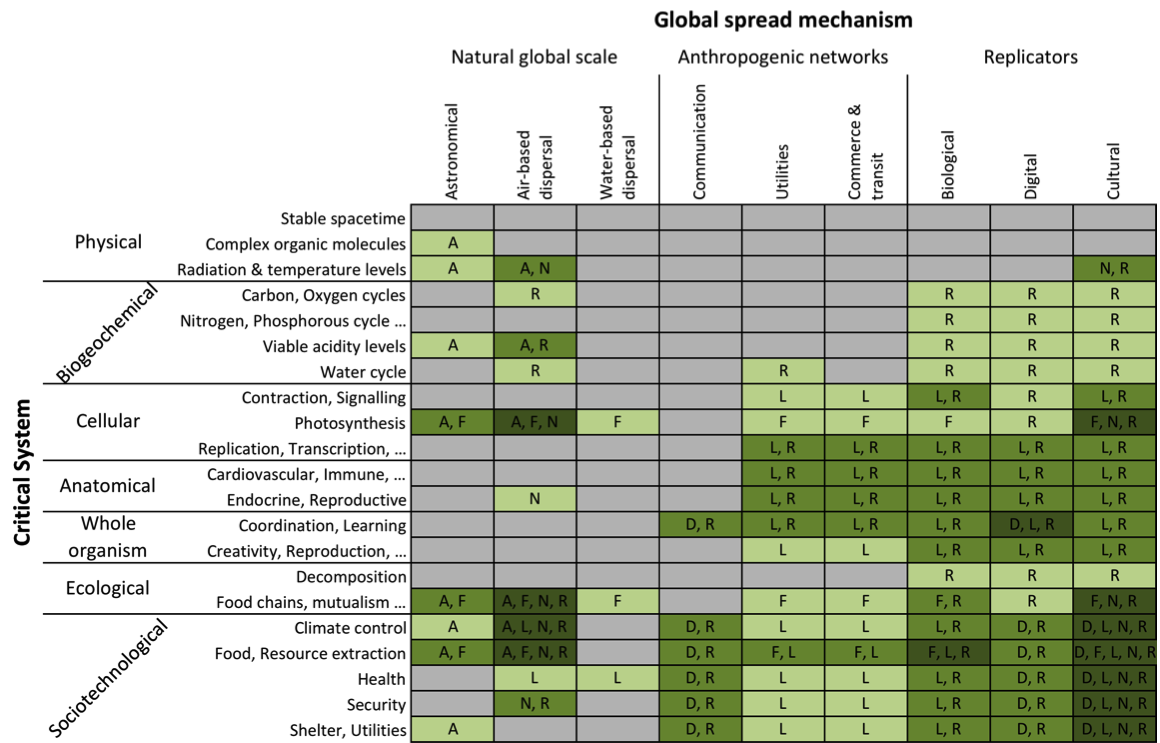 Global spread mechanism
Natural global scale Anthropogenic networks Replicators
Astronomical Air-based dispersal Water-based dispersal Communication Utilities Commerce & transit Biological Digital Cultural
Critical System
Physical
Stable spacetime
Complex organic molecules A
Radiation & temperature levels A A, N N, R
Biogeochemical
Carbon, Oxygen cycles R R R R
Nitrogen, Phosphorous cycle ... R R R
Viable acidity levels A A, R R R R
Water cycle R R R R R
Cellular
Contraction, Signalling L L L, R R L, R
Photosynthesis A, F A, F, N F F F F R F, N, R
Replication, Transcription, ... L, R L, R L, R L, R L, R
Anatomical
Cardiovascular, Immune, ... L, R L, R L, R L, R L, R
Endocrine, Reproductive N L, R L, R L, R L, R L, R
Whole organism
Coordination, Learning D, R L, R L, R L, R D, L, R L, R
Creativity, Reproduction, ... L L L, R L, R L, R
Ecological
Decomposition R R R
Food chains, mutualism ... A, F A, F, N, R F F F F, R R F, N, R
Sociotechnological
Climate control A A, L, N, R D, R L L L, R D, R D, L, N, R
Food, Resource extraction A, F A, F, N, R D, R F, L F, L F, L, R D, R D, F, L, N, R
Health L L D, R L L L, R D, R D, L, N, R
Security N, R D, R L L L, R D, R D, L, N, R
Shelter, Utilities A D, R L L L, R D, R D, L, N, R